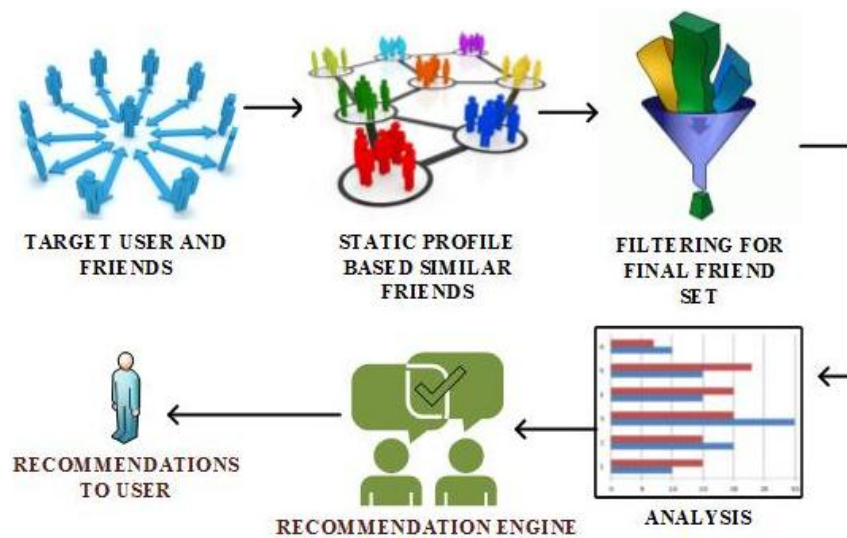 TARGET USER AND
FRIENDS
STATIC PROFILE
BASED SIMILAR
FRIENDS
FILTERING FOR
FINAL FRIEND
SET
RECOMMENDATIONS
TO USER
RECOMMENDATION ENGINE
ANALYSIS